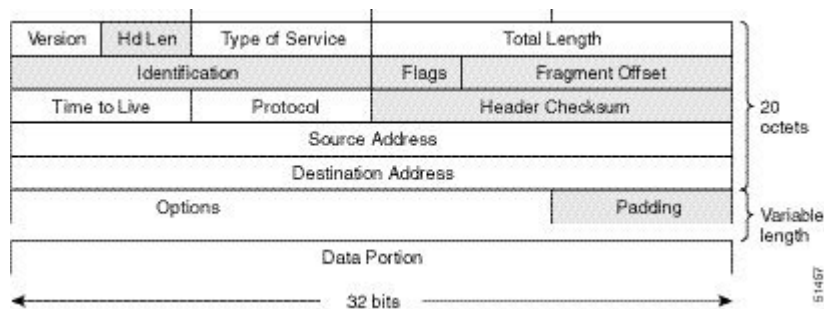 Version Hd Len Type of Service Total Length
Identification Flags Fragment Offset
Time to Live Protocol Header Checksum
Source Address
Destination Address
20
octets
Options Padding
Variable
length
Data Portion
32 bits
51457